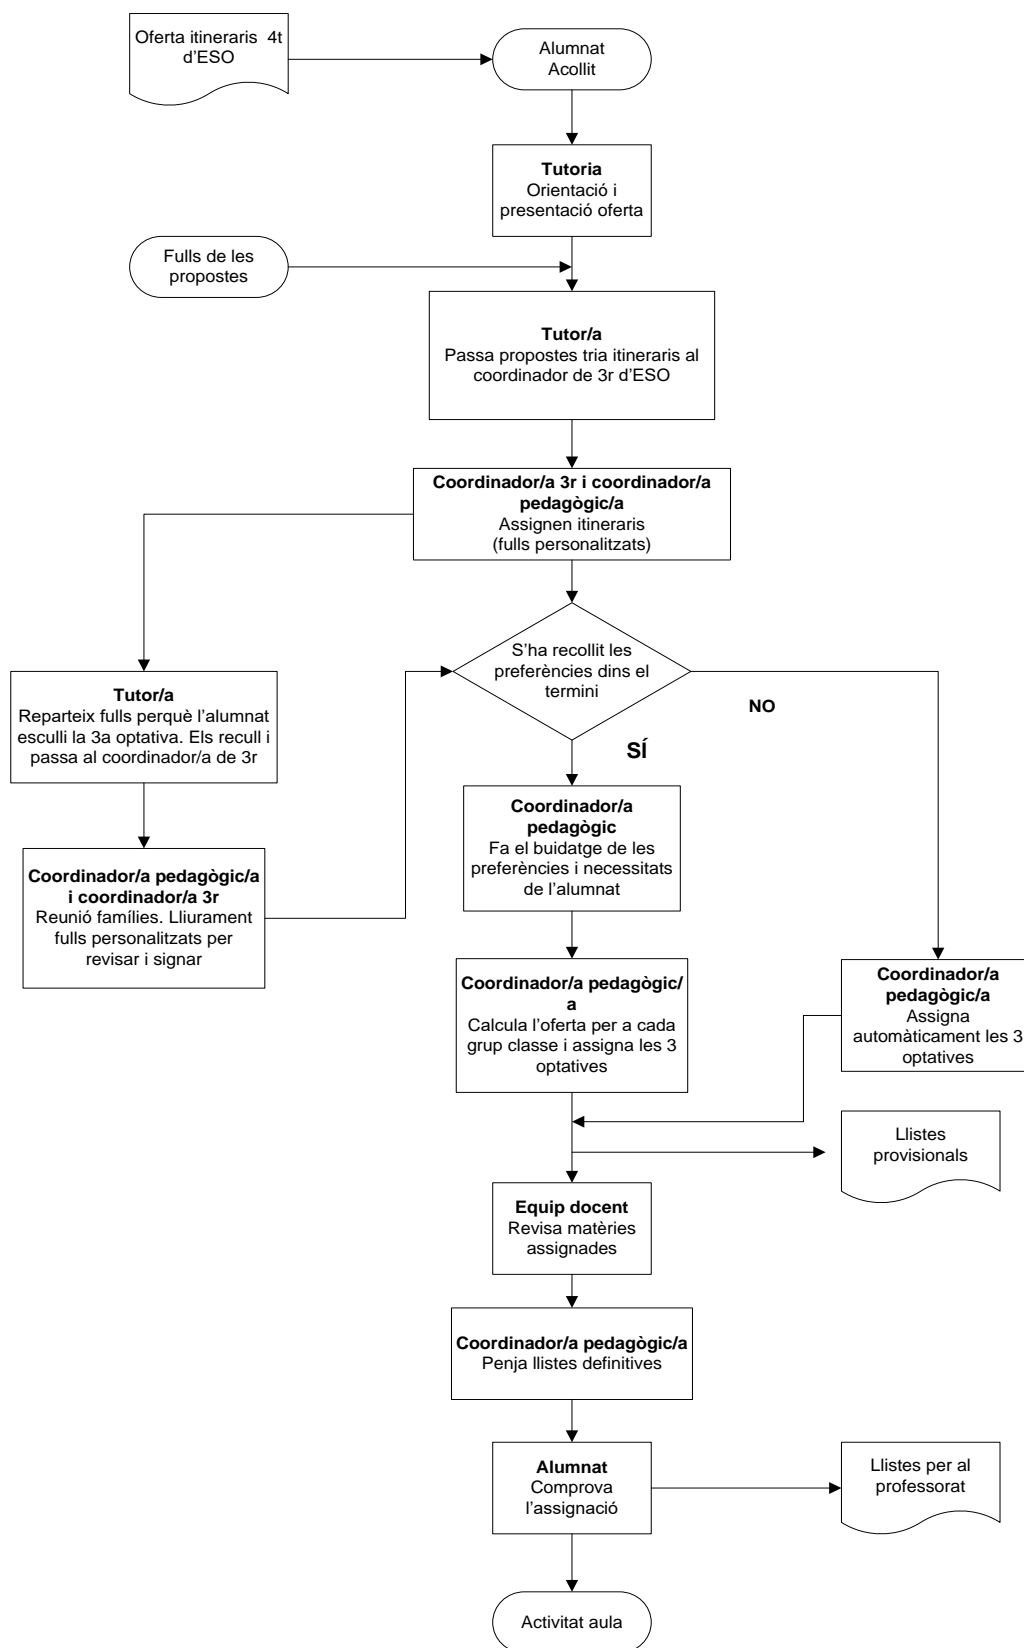 Oferta itineraris  4t
d’ESO
Alumnat
Acollit
Tutoria
Orientació i
presentació oferta
Fulls de les
propostes
Tutor/a
Passa propostes tria itineraris al
coordinador de 3r d’ESO
Coordinador/a 3r i coordinador/a
pedagògic/a
Assignen itineraris
(fulls personalitzats)
S’ha recollit les
preferències dins el
termini
NO
SÍ
Tutor/a
Reparteix fulls perquè l’alumnat
esculli la 3a optativa. Els recull i
passa al coordinador/a de 3r
Coordinador/a pedagògic/a
i coordinador/a 3r
Reunió famílies. Lliurament
fulls personalitzats per
revisar i signar
Coordinador/a
pedagògic
Fa el buidatge de les
preferències i necessitats
de l’alumnat
Coordinador/a pedagògic/
a
Calcula l’oferta per a cada
grup classe i assigna les 3
optatives
Coordinador/a
pedagògic/a
Assigna
automàticament les 3
optatives
Llistes
provisionals
Equip docent
Revisa matèries
assignades
Coordinador/a pedagògic/a
Penja llistes definitives
Alumnat
Comprova
l’assignació
Llistes per al
professorat
Activitat aula